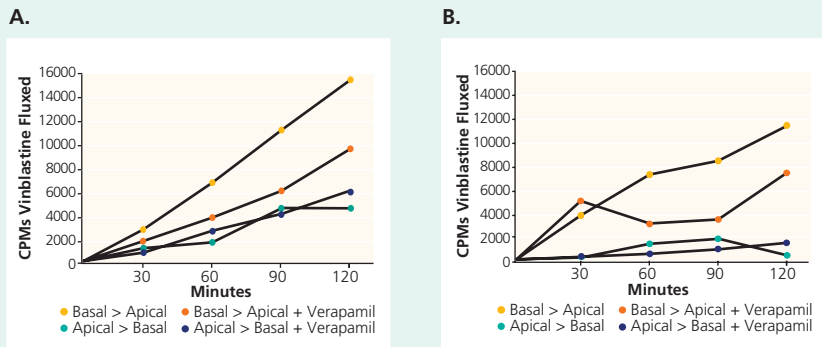 A.
CPMs Vinblastine Fluxed
16000
14000
12000
10000
8000
6000
4000
2000
0
30 60 90 120
Minutes
Basal > Apical Basal > Apical + Verapamil
Apical > Basal Apical > Basal + Verapamil
B.
CPMs Vinblastine Fluxed
16000
14000
12000
10000
8000
6000
4000
2000
0
30 60 90 120
Minutes
Basal > Apical Basal > Apical + Verapamil
Apical > Basal Apical > Basal + Verapamil